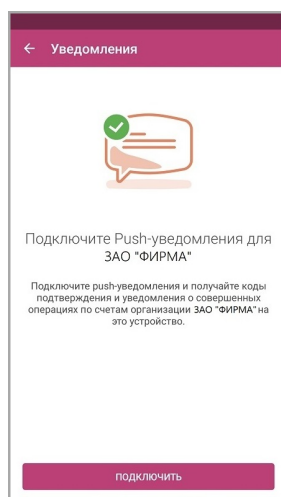 Уведомления
Подключите Push-уведомления для
ЗАО "ФИРМА"
Подключите push-уведомления и получайте коды
подтверждения и уведомления о совершенных
операциях по счетам организации ЗАО "ФИРМА" на
это устройство.
ПОДКЛЮЧИТЬ